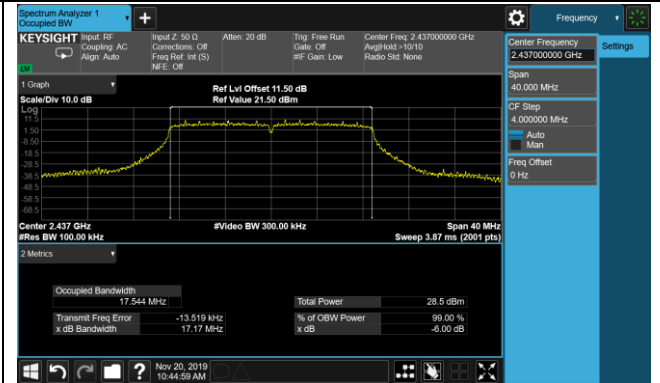 Spectrum Analyzer 1
Occupied BW
+
Frequency
KEYSIGHT
Input: RF
Coupling: AC
Align: Auto
Input Z: 50 Ω
Corrections: Off
Freq Ref: Int (S)
NFE: Off
Atten: 20 dB
Trig: Free Run
Gate: Off
#IF Gain: Low
Center Freq: 2.437000000 GHz
Avg|Hold:>10/10
Radio Std: None
Center Frequency
2.437000000 GHz
Settings
Span
40.000 MHz
CF Step
4.000000 MHz
Auto
Man
Freq Offset
0 Hz
1 Graph
Scale/Div 10.0 dB
Ref Lvl Offset 11.50 dB
Ref Value 21.50 dBm
Log
11.5
1.50
-8.50
-18.5
-28.5
-38.5
-48.5
-58.5
-68.5
Center 2.437 GHz
#Res BW 100.00 kHz
#Video BW 300.00 kHz
Span 40 MHz
Sweep 3.87 ms (2001 pts)
2 Metrics
Occupied Bandwidth
17.544 MHz
Total Power 28.5 dBm
Transmit Freq Error -13.519 kHz
% of OBW Power 99.00 %
x dB Bandwidth 17.17 MHz
x dB -6.00 dB
?
Nov 20, 2019
10:44:59 AM